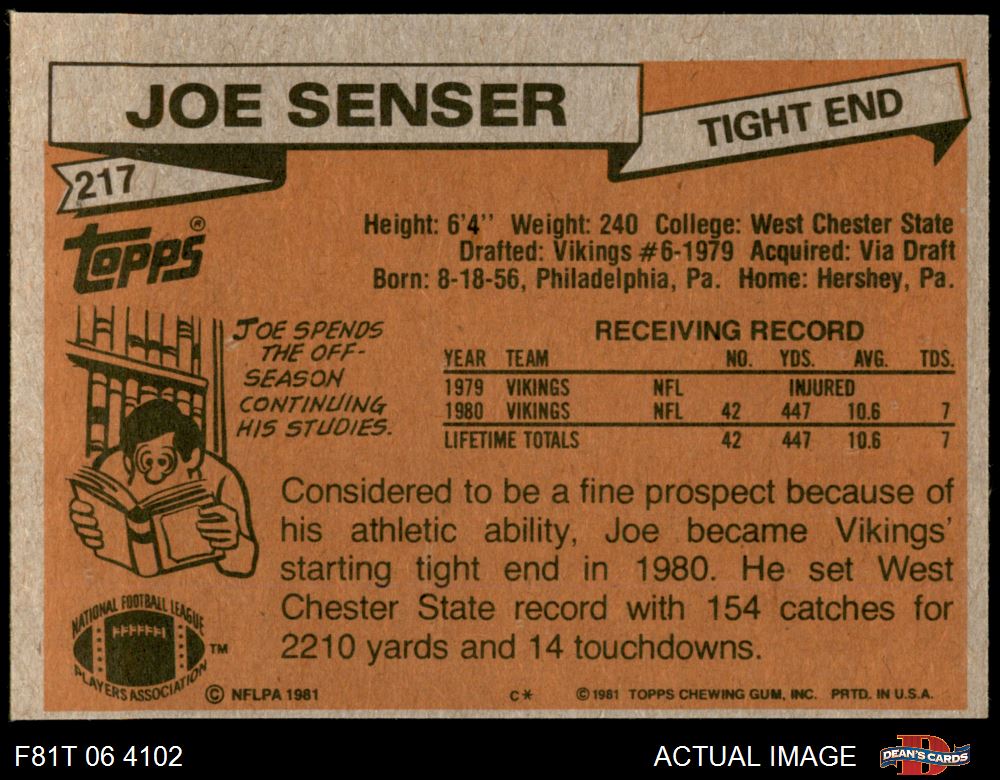 JOE SENSER
TIGHT END
217
TOPPS®
Height: 6'4'' Weight: 240 College: West Chester State
Drafted: Vikings #6-1979 Acquired: Via Draft
Born: 8-18-56, Philadelphia, Pa. Home: Hershey, Pa.
JOE SPENDS
THE OFF-
SEASON
CONTINUING
HIS STUDIES.
RECEIVING RECORD
YEAR TEAM NO. YDS. AVG. TDS.
1979 VIKINGS NFL INJURED
1980 VIKINGS NFL 42 447 10.6 7
LIFETIME TOTALS 42 447 10.6 7
Considered to be a fine prospect because of
his athletic ability, Joe became Vikings'
starting tight end in 1980. He set West
Chester State record with 154 catches for
2210 yards and 14 touchdowns.
NATIONAL FOOTBALL LEAGUE
PLAYERS ASSOCIATION
TM
© NFLPA 1981
C*
© 1981 TOPPS CHEWING GUM, INC. PRTD. IN U.S.A.
F81T 06 4102
ACTUAL IMAGE
DEAN'S CARDS